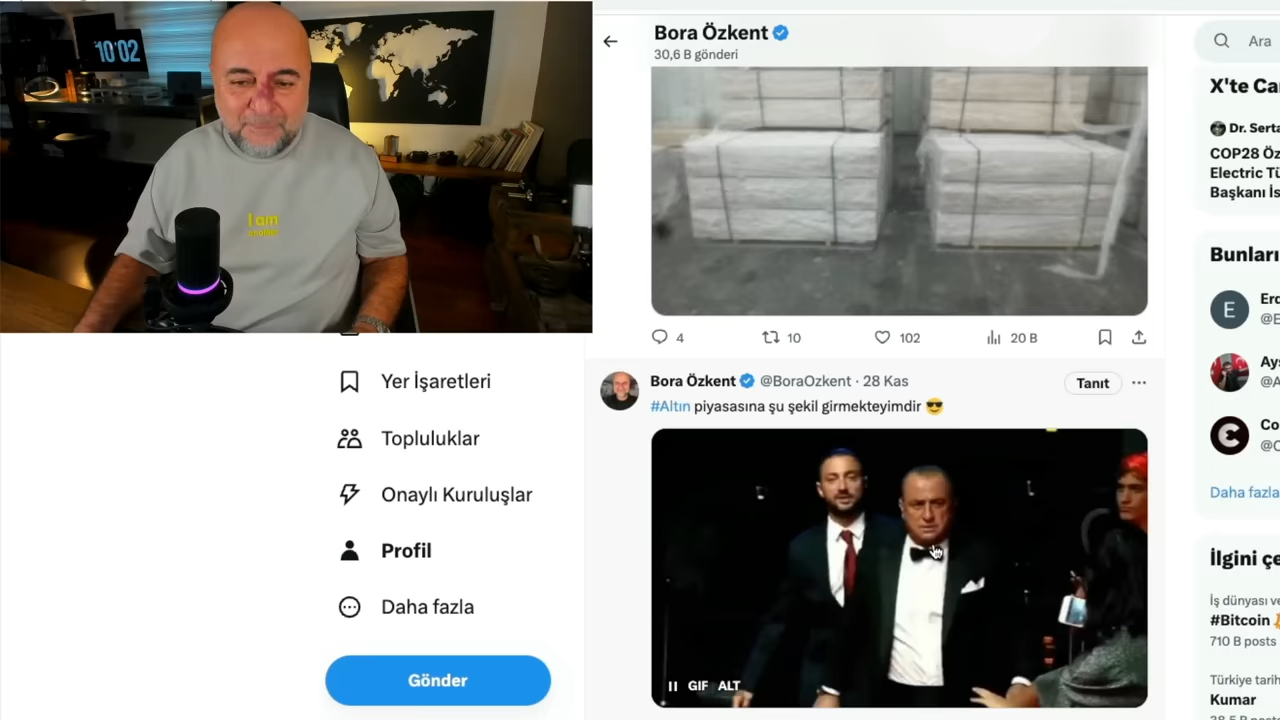 10:02
I am
Yer İşaretleri
Topluluklar
Onaylı Kuruluşlar
Profil
Daha fazla
Gönder
Bora Özkent
30,6 B gönderi
4
10
102
20 B
Bora Özkent @BoraOzkent · 28 Kas
Tanıt
#Altın piyasasına şu şekil girmekteyimdir 😎
GIF ALT
Ara
X'te Ca
Dr. Serta
COP28 Öz
Electric Tü
Başkanı İs
Bunları
E
Erd
@E
Ays
@A
C
Co
@C
Daha fazla
İlgini çe
İş dünyası ve
#Bitcoin
710 B posts
Türkiye tarih
Kumar